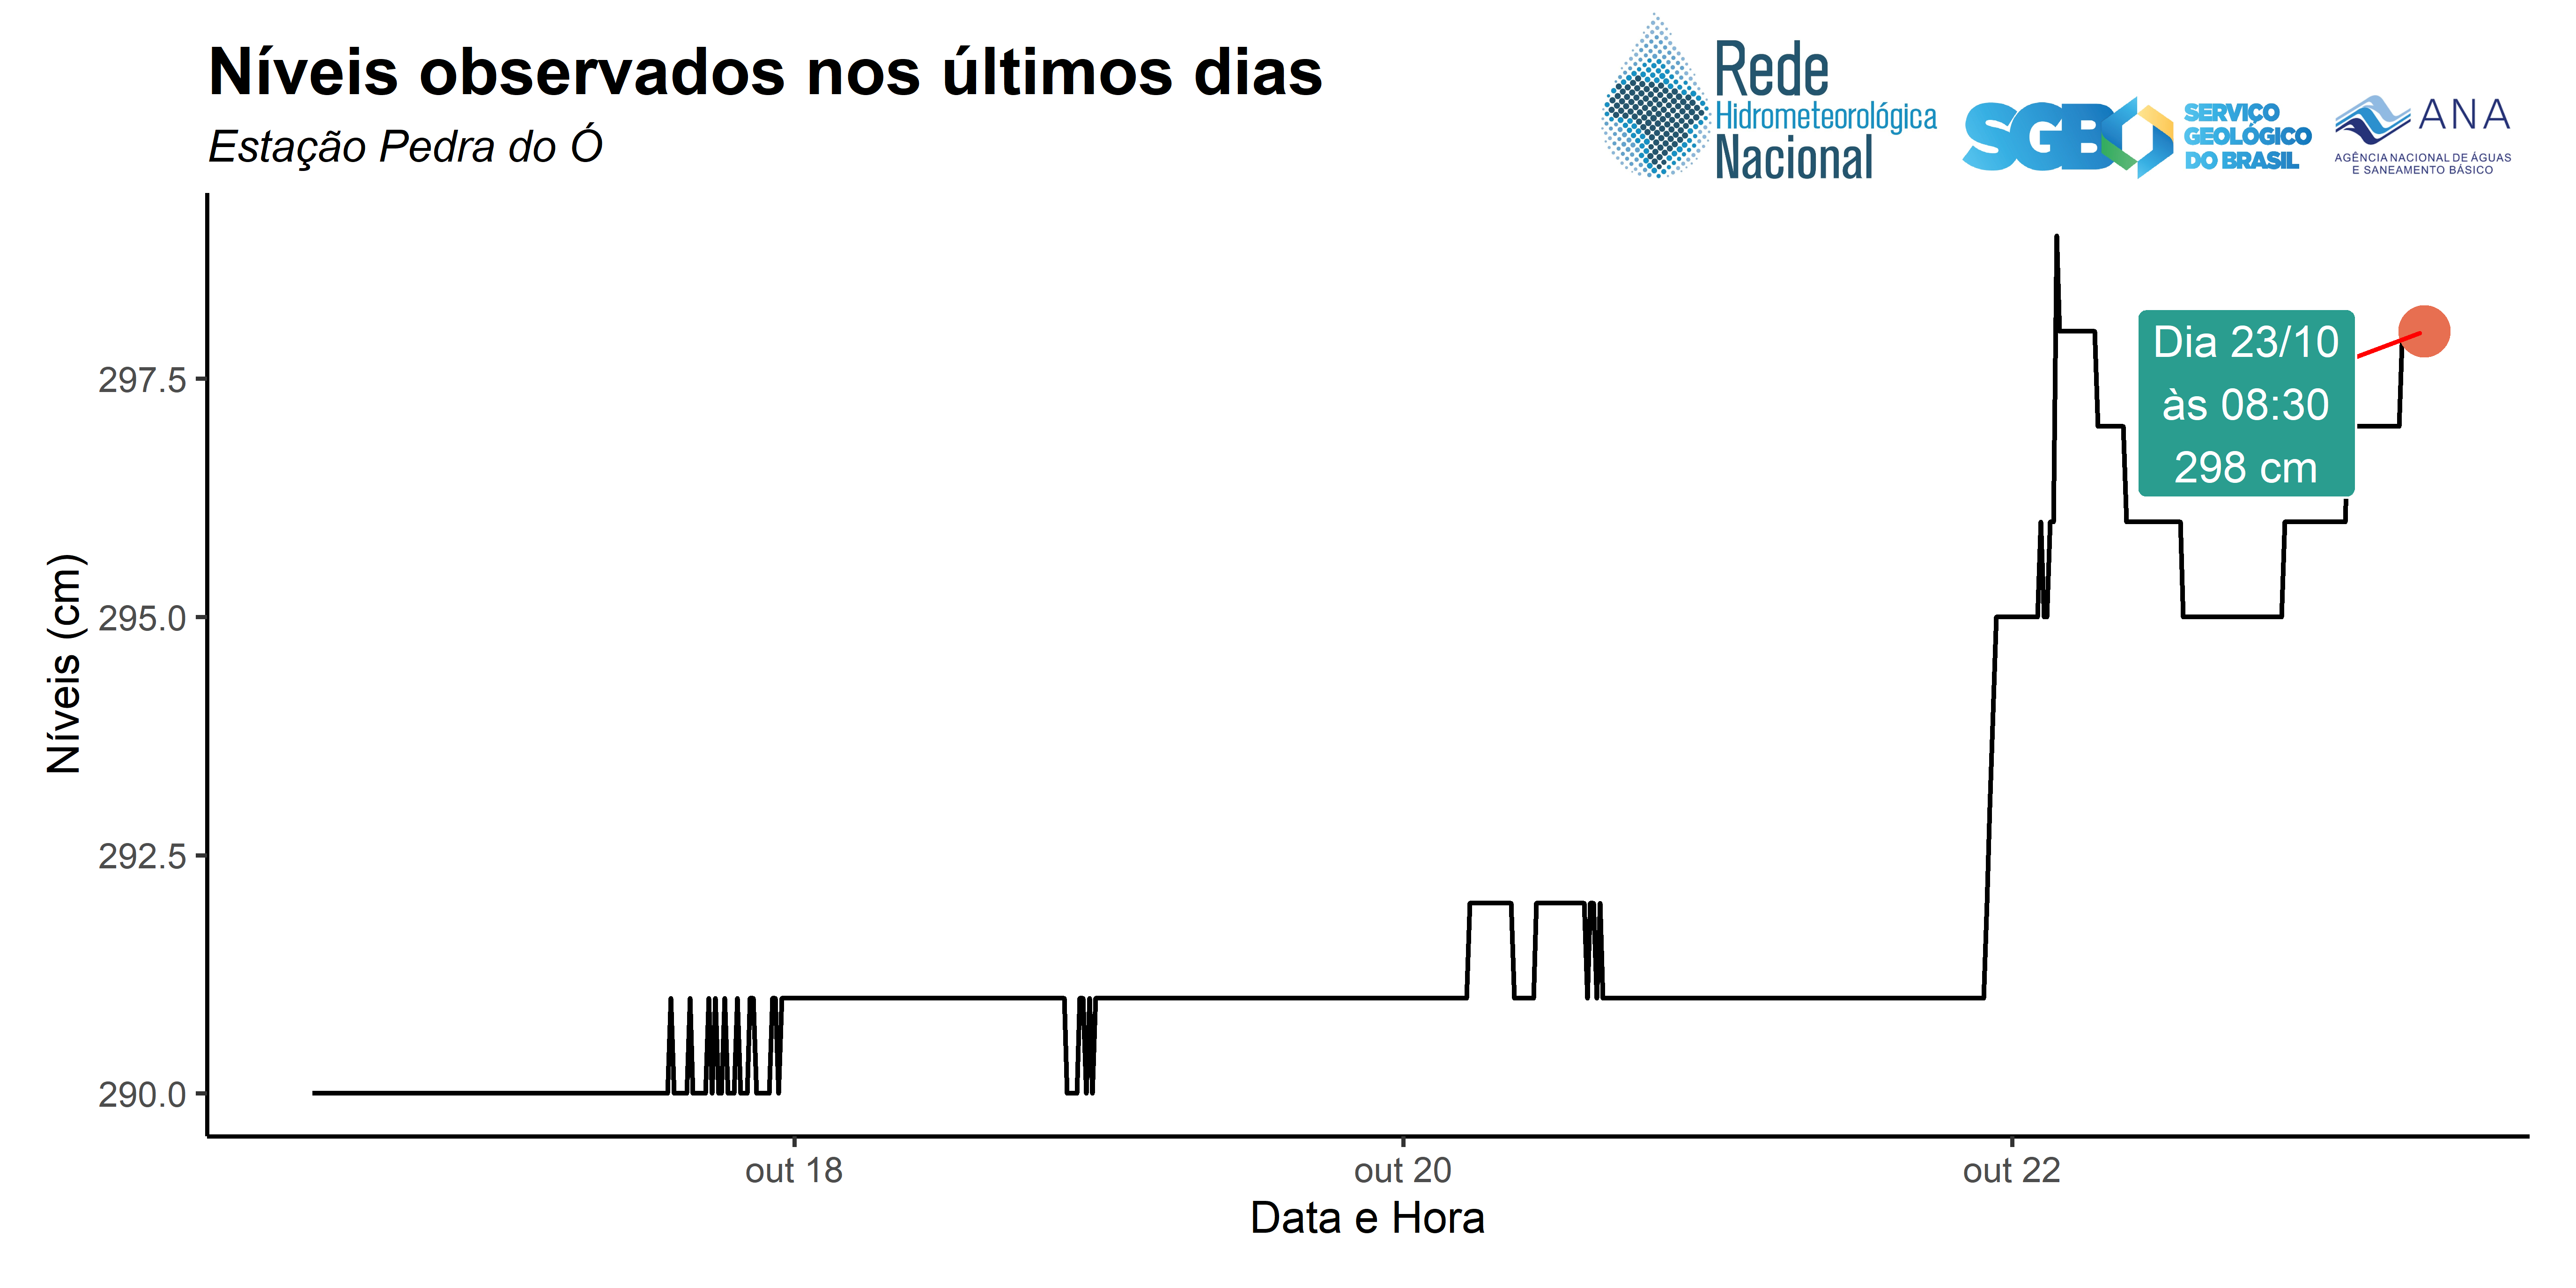 Níveis observados nos últimos dias
Estação Pedra do Ó
Rede
Hidrometeorológica
Nacional
SGB
SERVIÇO
GEOLÓGICO
DO BRASIL
ANA
AGÊNCIA NACIONAL DE ÁGUAS
E SANEAMENTO BÁSICO
Níveis (cm)
297.5
295.0
292.5
290.0
Dia 23/10
às 08:30
298 cm
out 18
out 20
out 22
Data e Hora